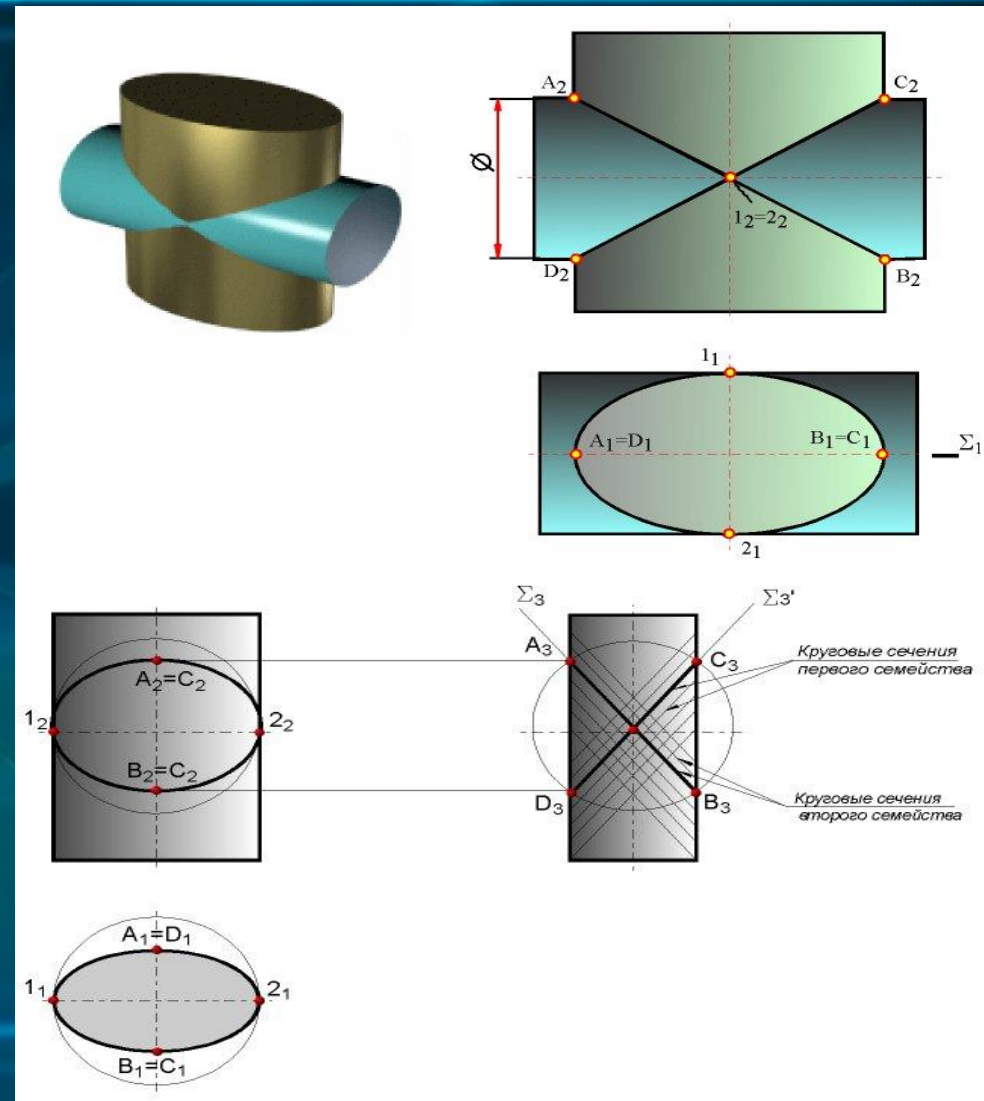 A₂
C₂
Ø
1₂=2₂
D₂
B₂
1₁
A₁=D₁
B₁=C₁
Σ₁
2₁
Σ₃
Σ₃'
A₃
C₃
Круговые сечения
первого семейства
A₂=C₂
1₂
2₂
B₂=C₂
D₃
B₃
Круговые сечения
второго семейства
A₁=D₁
1₁
2₁
B₁=C₁